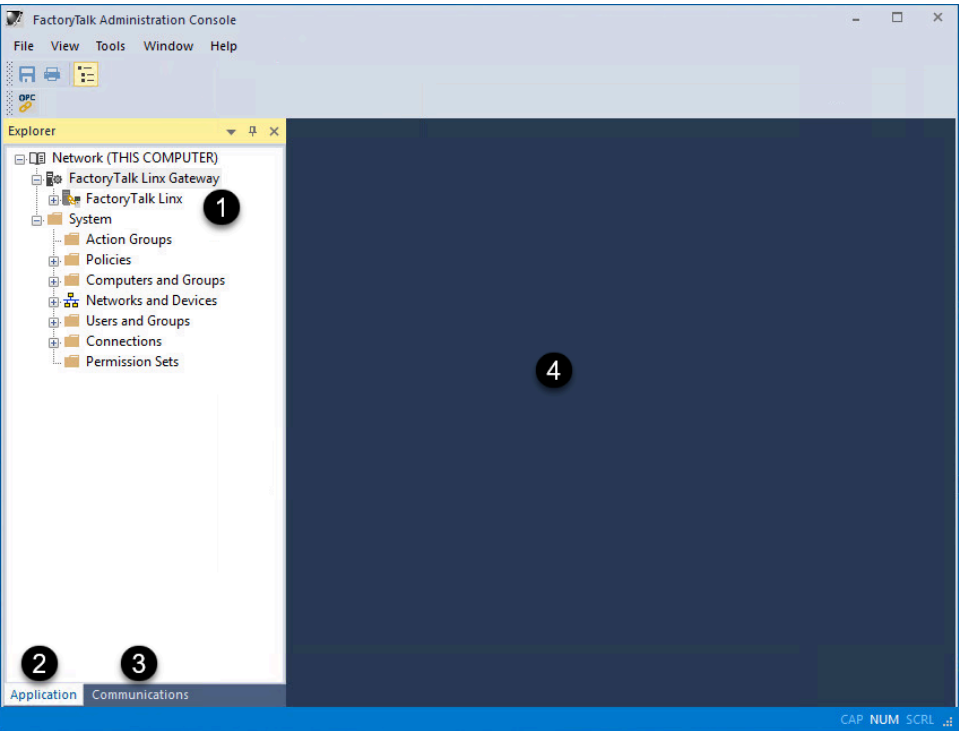 FactoryTalk Administration Console
File View Tools Window Help
OPC
Explorer
Network (THIS COMPUTER)
FactoryTalk Linx Gateway
FactoryTalk Linx
1
System
Action Groups
Policies
Computers and Groups
Networks and Devices
Users and Groups
Connections
Permission Sets
4
2 3
Application Communications
CAP NUM SCRL